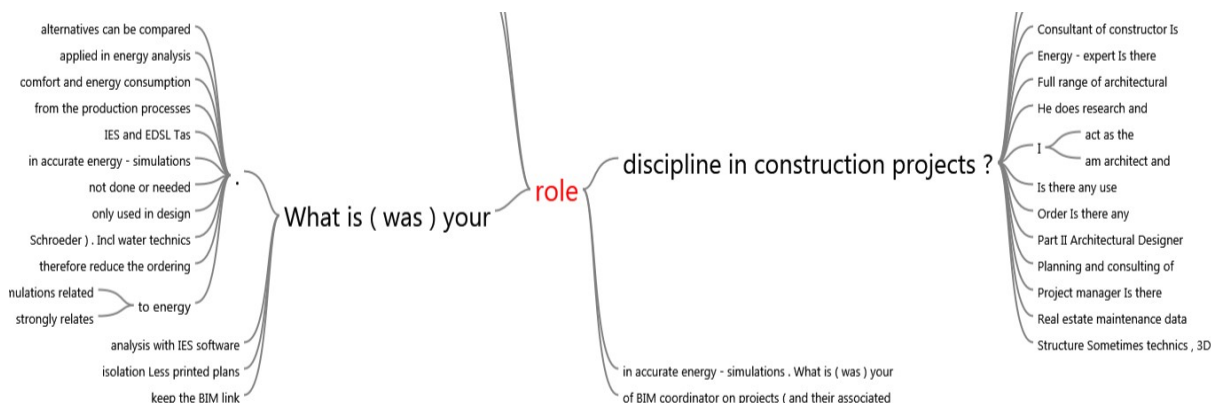 alternatives can be compared
applied in energy analysis
comfort and energy consumption
from the production processes
IES and EDSL Tas
in accurate energy - simulations
not done or needed
only used in design
Schroeder ) . Incl water technics
therefore reduce the ordering
nulations related
strongly relates
to energy
.
analysis with IES software
isolation Less printed plans
keep the BIM link
What is ( was ) your
role
discipline in construction projects ?
in accurate energy - simulations . What is ( was ) your
of BIM coordinator on projects ( and their associated
Consultant of constructor Is
Energy - expert Is there
Full range of architectural
He does research and
I
act as the
am architect and
Is there any use
Order Is there any
Part II Architectural Designer
Planning and consulting of
Project manager Is there
Real estate maintenance data
Structure Sometimes technics , 3D